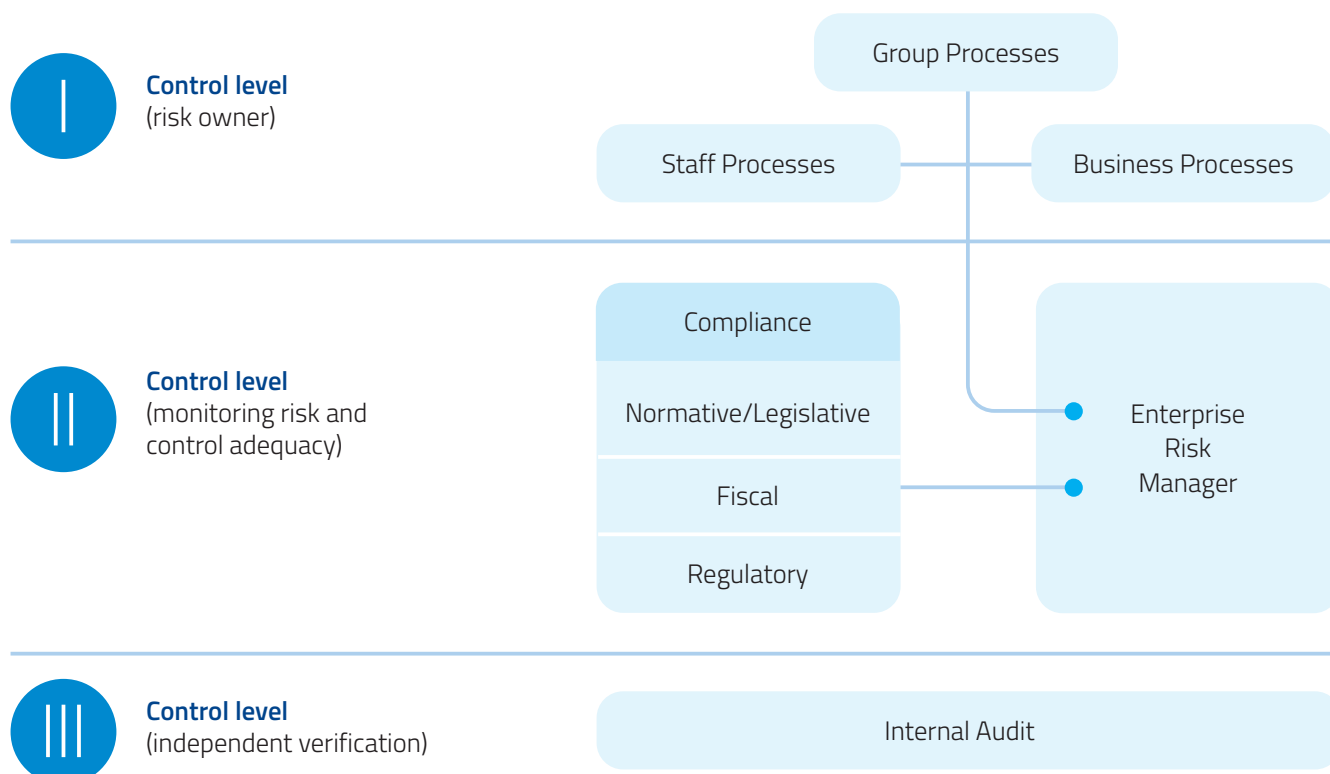 Group Processes
I
Control level
(risk owner)
Staff Processes
Business Processes
II
Control level
(monitoring risk and
control adequacy)
Compliance
Normative/Legislative
Fiscal
Regulatory
Enterprise
Risk
Manager
III
Control level
(independent verification)
Internal Audit